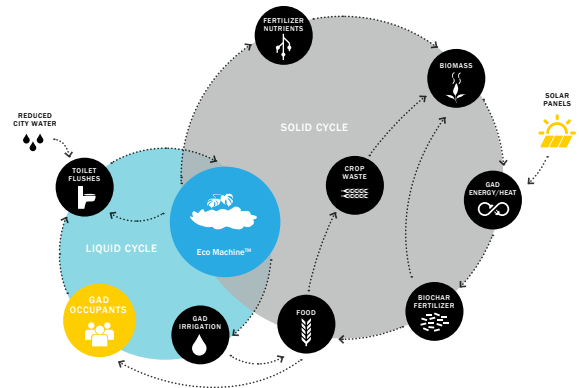 FERTILIZER
NUTRIENTS
BIOMASS
SOLAR
PANELS
REDUCED
CITY WATER
SOLID CYCLE
TOILET
FLUSHES
CROP
WASTE
GAD
ENERGY/HEAT
LIQUID CYCLE
Eco Machine™
GAD
OCCUPANTS
GAD
IRRIGATION
FOOD
BIOCHAR
FERTILIZER